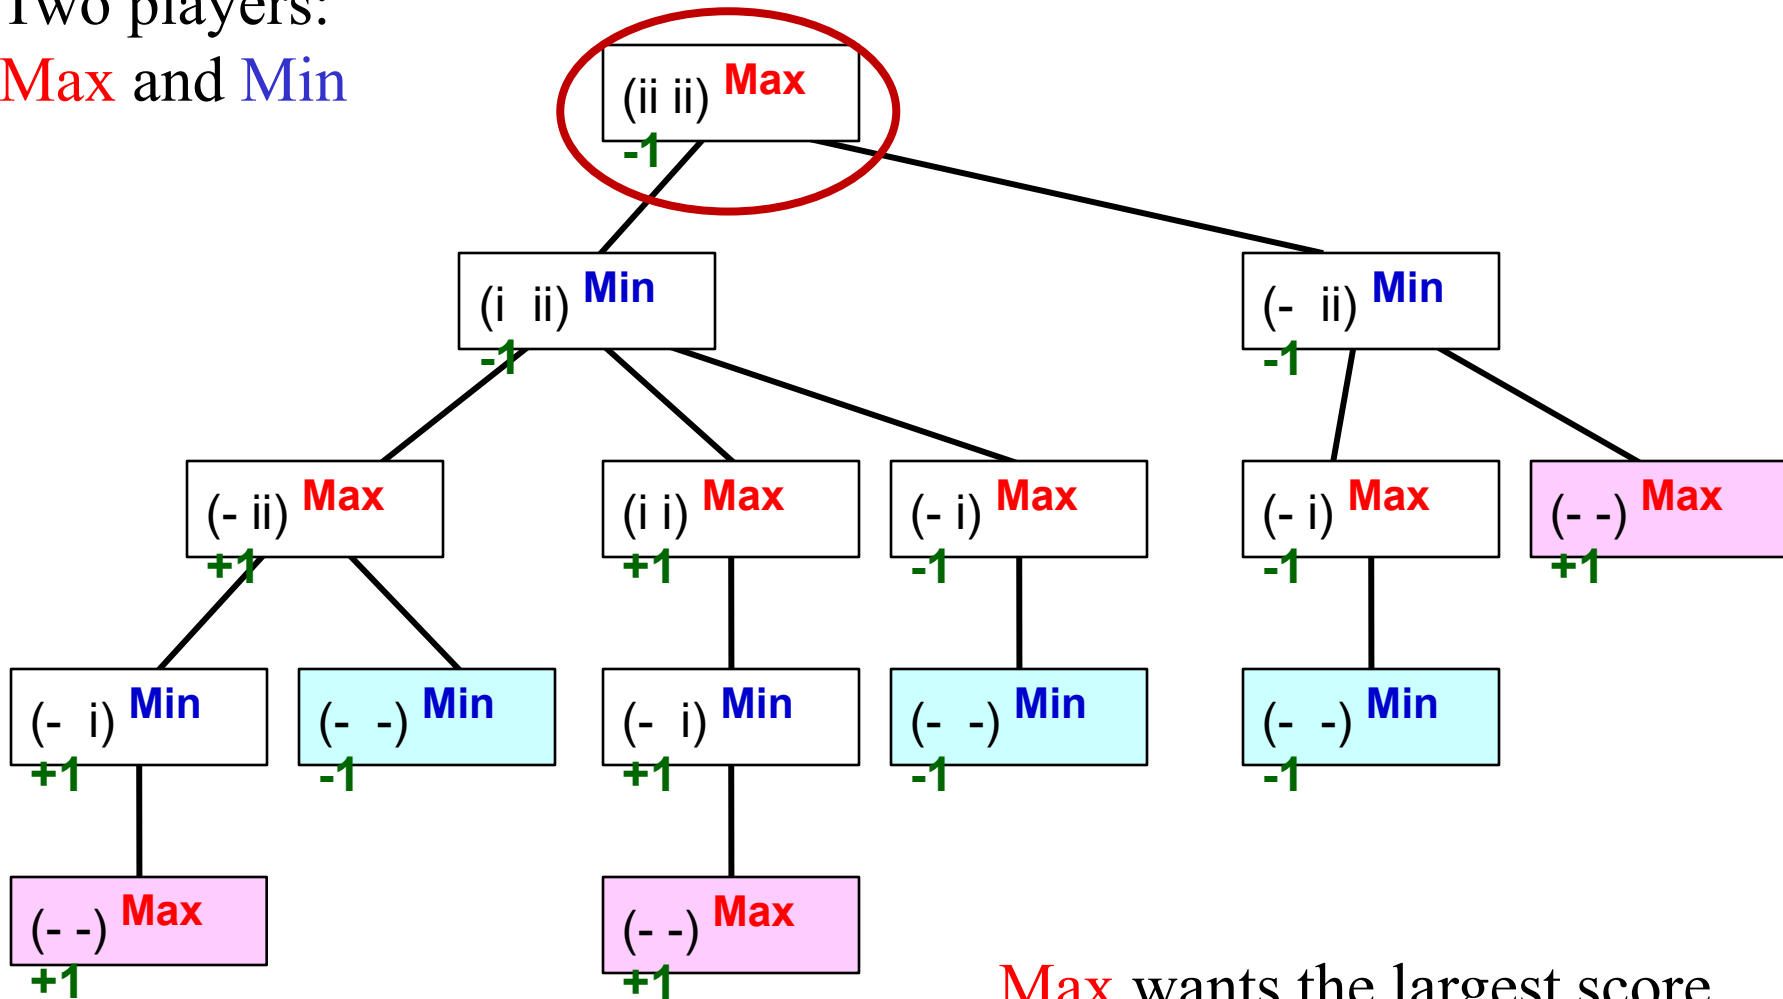 Two players:
Max and Min
(ii ii) Max
-1
(i ii) Min
-1
(- ii) Min
-1
(- ii) Max
+1
(i i) Max
+1
(- i) Max
-1
(- i) Max
-1
(- -) Max
+1
(- i) Min
+1
(- -) Min
-1
(- i) Min
+1
(- -) Min
-1
(- -) Min
-1
(- -) Max
+1
(- -) Max
+1
Max wants the largest score